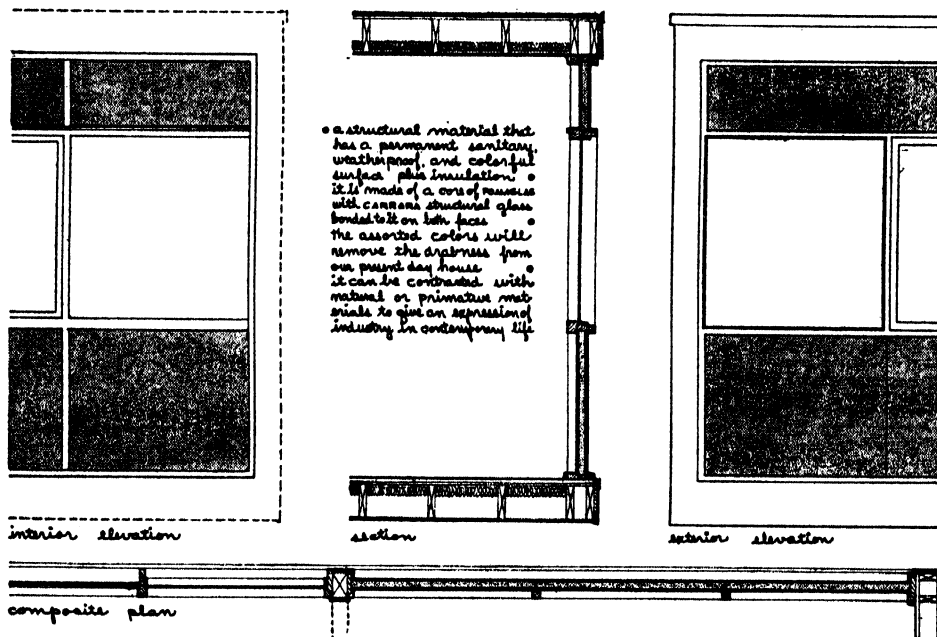 • a structural material that
has a permanent sanitary,
weatherproof, and colorful
surface plus insulation •
it is made of a core of
with carrara structural glass
bonded to it on both faces •
the assorted colors will
remove the drabness from
our present day house •
it can be contrasted with
natural or primative mat
erials to give an expression of
industry in contemporary life
interior elevation
section
exterior elevation
composite plan